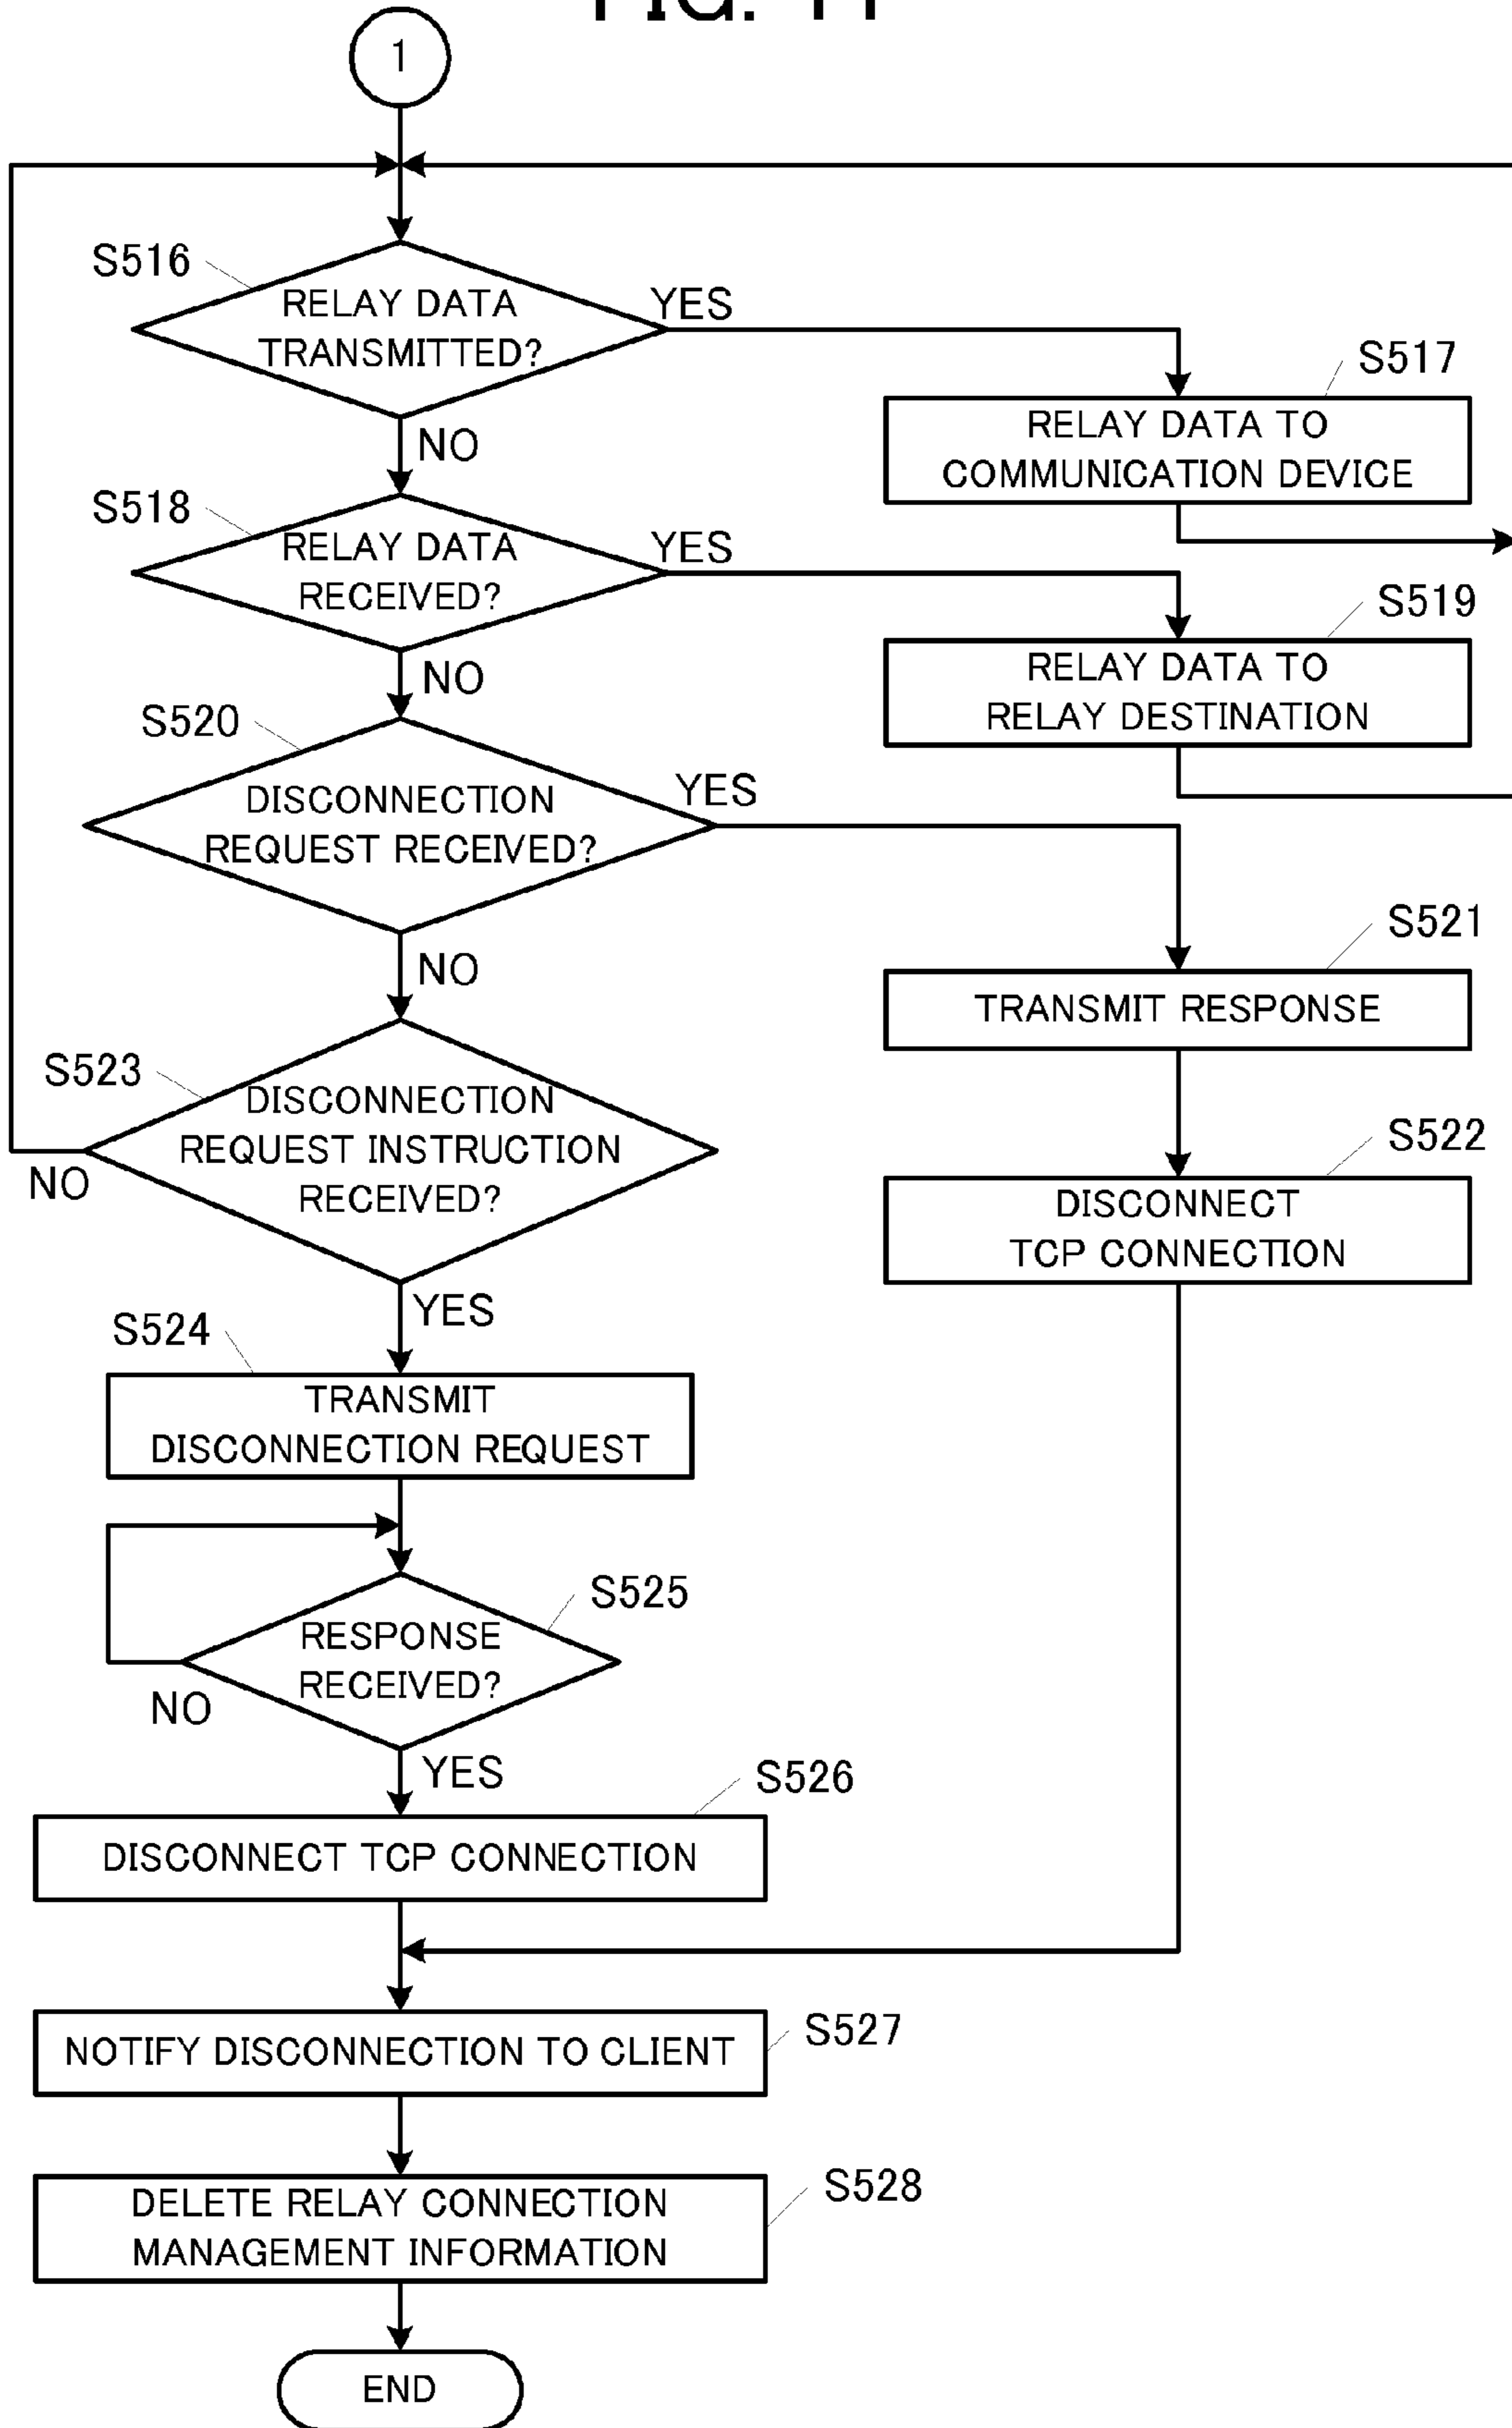 FIG.
1
S516
RELAY DATA
TRANSMITTED?
YES
NO
S517
RELAY DATA TO
COMMUNICATION DEVICE
S518
RELAY DATA
RECEIVED?
YES
NO
S519
RELAY DATA TO
RELAY DESTINATION
S520
DISCONNECTION
REQUEST RECEIVED?
YES
NO
S521
TRANSMIT RESPONSE
S522
DISCONNECT
TCP CONNECTION
S523
DISCONNECTION
REQUEST INSTRUCTION
RECEIVED?
NO
YES
S524
TRANSMIT
DISCONNECTION REQUEST
S525
RESPONSE
RECEIVED?
NO
YES
S526
DISCONNECT TCP CONNECTION
S527
NOTIFY DISCONNECTION TO CLIENT
S528
DELETE RELAY CONNECTION
MANAGEMENT INFORMATION
END